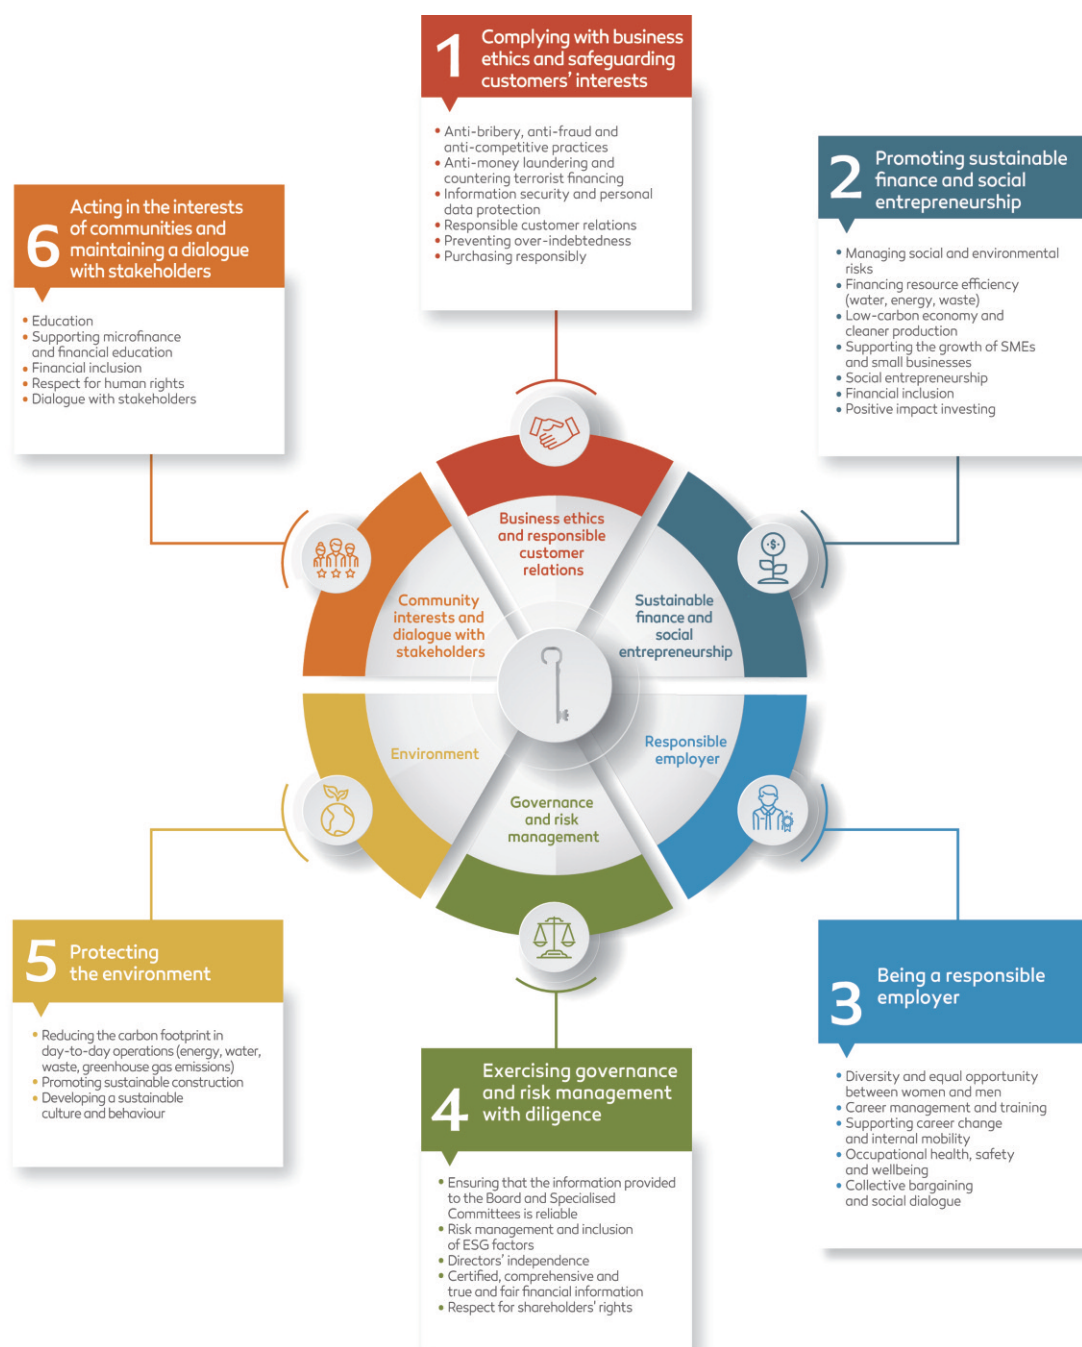 1
Complying with business
ethics and safeguarding
customers' interests
• Anti-bribery, anti-fraud and
anti-competitive practices
• Anti-money laundering and
countering terrorist financing
• Information security and personal
data protection
• Responsible customer relations
• Preventing over-indebtedness
• Purchasing responsibly
2
Promoting sustainable
finance and social
entrepreneurship
• Managing social and environmental
risks
• Financing resource efficiency
(water, energy, waste)
• Low-carbon economy and
cleaner production
• Supporting the growth of SMEs
and small businesses
• Social entrepreneurship
• Financial inclusion
• Positive impact investing
6
Acting in the interests
of communities and
maintaining a dialogue
with stakeholders
• Education
• Supporting microfinance
and financial education
• Financial inclusion
• Respect for human rights
• Dialogue with stakeholders
Business ethics
and responsible
customer
relations
Community
interests and
dialogue with
stakeholders
Sustainable
finance and
social
entrepreneurship
$
Environment
Responsible
employer
Governance
and risk
management
5
Protecting
the environment
• Reducing the carbon footprint in
day-to-day operations (energy, water,
waste, greenhouse gas emissions)
• Promoting sustainable construction
• Developing a sustainable
culture and behaviour
3
Being a responsible
employer
• Diversity and equal opportunity
between women and men
• Career management and training
• Supporting career change
and internal mobility
• Occupational health, safety
and wellbeing
• Collective bargaining
and social dialogue
4
Exercising governance
and risk management
with diligence
• Ensuring that the information provided
to the Board and Specialised
Committees is reliable
• Risk management and inclusion
of ESG factors
• Directors' independence
• Certified, comprehensive and
true and fair financial information
• Respect for shareholders' rights